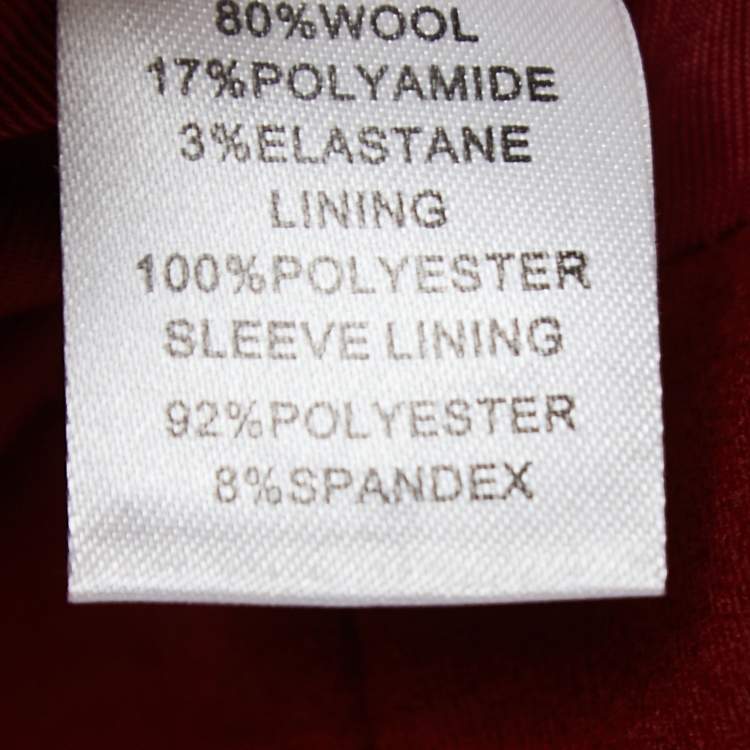 80%WOOL
17%POLYAMIDE
3%ELASTANE
LINING
100%POLYESTER
SLEEVE LINING
92%POLYESTER
8%SPANDEX